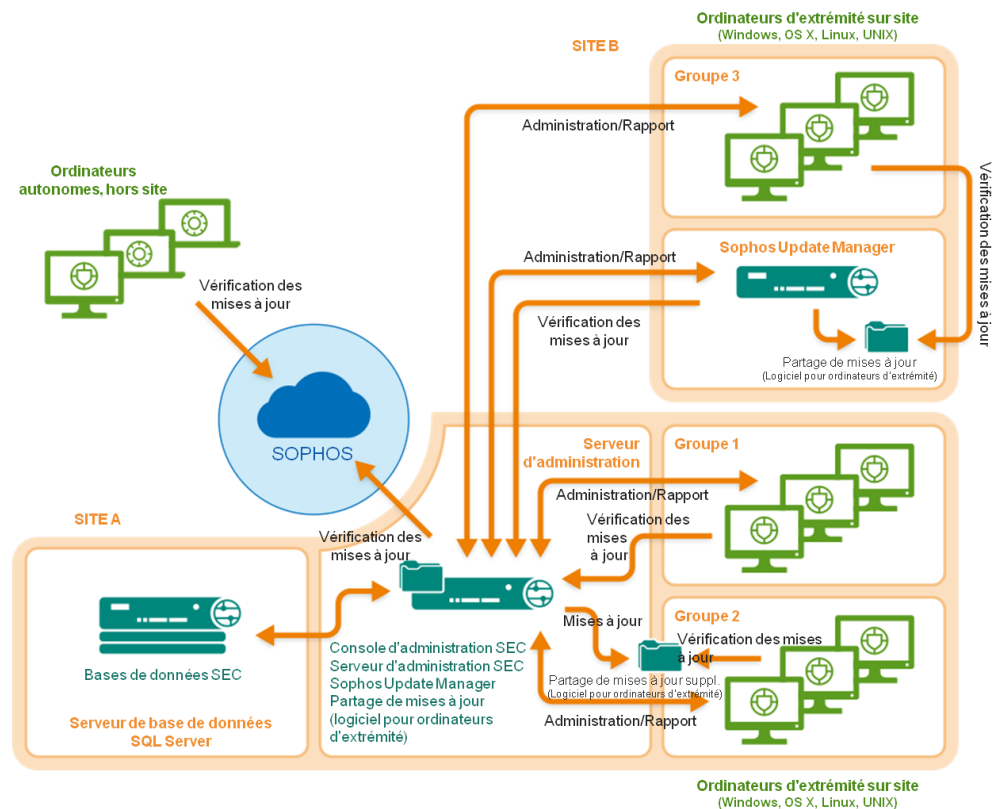 Ordinateurs d'extrémité sur site
(Windows, OS X, Linux, UNIX)
SITE B
Groupe 3
Administration/Rapport
Vérification des mises à jour
Ordinateurs
autonomes, hors site
Sophos Update Manager
Administration/Rapport
Vérification des
mises à jour
Vérification des
mises à jour
Partage de mises à jour
(Logiciel pour ordinateurs d'extrémité)
SOPHOS
Serveur
d'administration
Groupe 1
Administration/Rapport
SITE A
Vérification des
mises à jour
Vérification des
mises
à jour
Groupe 2
Mises à jour
Vérification des mises
à jour
Bases de données SEC
Console d'administration SEC
Serveur d'administration SEC
Sophos Update Manager
Partage de mises à jour
(logiciel pour ordinateurs
d'extrémité)
Partage de mises à jour suppl.
(Logiciel pour ordinateurs d'extrémité)
Administration/Rapport
Serveur de base de données
SQL Server
Ordinateurs d'extrémité sur site
(Windows, OS X, Linux, UNIX)